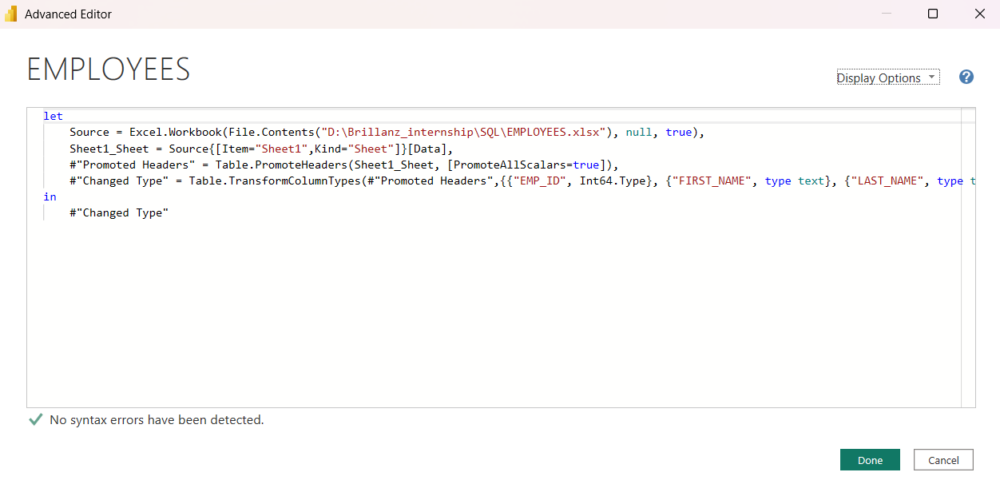 Advanced Editor
EMPLOYEES
Display Options
?
let
Source = Excel.Workbook(File.Contents("D:\Brillanz_internship\SQL\EMPLOYEES.xlsx"), null, true),
Sheet1_Sheet = Source{[Item="Sheet1",Kind="Sheet"]}[Data],
#"Promoted Headers" = Table.PromoteHeaders(Sheet1_Sheet, [PromoteAllScalars=true]),
#"Changed Type" = Table.TransformColumnTypes(#"Promoted Headers",{{"EMP_ID", Int64.Type}, {"FIRST_NAME", type text}, {"LAST_NAME", type t
in
#"Changed Type"
No syntax errors have been detected.
Done
Cancel